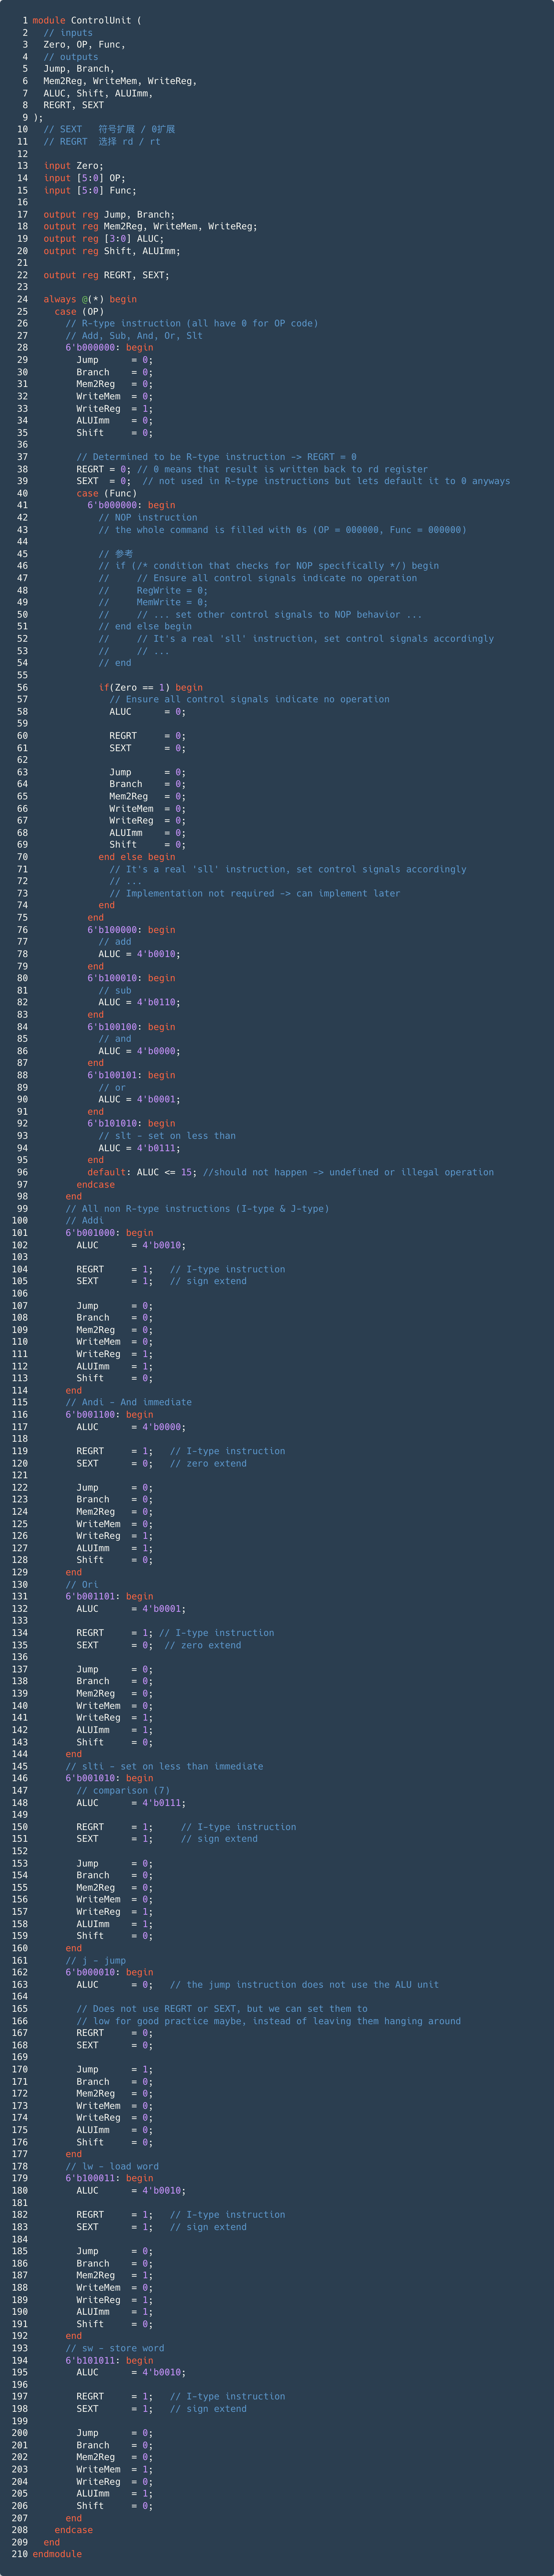 1 module ControlUnit (
2   // inputs
3   Zero, OP, Func,
4   // outputs
5   Jump, Branch,
6   Mem2Reg, WriteMem, WriteReg,
7   ALUC, Shift, ALUImm,
8   REGRT, SEXT
9 );
10   // SEXT   符号扩展 / 0扩展
11   // REGRT  选择 rd / rt
12
13   input Zero;
14   input [5:0] OP;
15   input [5:0] Func;
16
17   output reg Jump, Branch;
18   output reg Mem2Reg, WriteMem, WriteReg;
19   output reg [3:0] ALUC;
20   output reg Shift, ALUImm;
21
22   output reg REGRT, SEXT;
23
24   always @(*) begin
25     case (OP)
26       // R-type instruction (all have 0 for OP code)
27       // Add, Sub, And, Or, Slt
28       6'b000000: begin
29         Jump      = 0;
30         Branch    = 0;
31         Mem2Reg   = 0;
32         WriteMem  = 0;
33         WriteReg  = 1;
34         ALUImm    = 0;
35         Shift     = 0;
36
37         // Determined to be R-type instruction -> REGRT = 0
38         REGRT = 0; // 0 means that result is written back to rd register
39         SEXT  = 0;  // not used in R-type instructions but lets default it to 0 anyways
40         case (Func)
41           6'b000000: begin
42             // NOP instruction
43             // the whole command is filled with 0s (OP = 000000, Func = 000000)
44
45             // 参考
46             // if (/* condition that checks for NOP specifically */) begin
47             //     // Ensure all control signals indicate no operation
48             //     RegWrite = 0;
49             //     MemWrite = 0;
50             //     // ... set other control signals to NOP behavior ...
51             // end else begin
52             //     // It's a real 'sll' instruction, set control signals accordingly
53             //     // ...
54             // end
55
56             if(Zero == 1) begin
57               // Ensure all control signals indicate no operation
58               ALUC      = 0;
59
60               REGRT     = 0;
61               SEXT      = 0;
62
63               Jump      = 0;
64               Branch    = 0;
65               Mem2Reg   = 0;
66               WriteMem  = 0;
67               WriteReg  = 0;
68               ALUImm    = 0;
69               Shift     = 0;
70             end else begin
71               // It's a real 'sll' instruction, set control signals accordingly
72               // ...
73               // Implementation not required -> can implement later
74             end
75           end
76           6'b100000: begin
77             // add
78             ALUC = 4'b0010;
79           end
80           6'b100010: begin
81             // sub
82             ALUC = 4'b0110;
83           end
84           6'b100100: begin
85             // and
86             ALUC = 4'b0000;
87           end
88           6'b100101: begin
89             // or
90             ALUC = 4'b0001;
91           end
92           6'b101010: begin
93             // slt - set on less than
94             ALUC = 4'b0111;
95           end
96           default: ALUC <= 15; //should not happen -> undefined or illegal operation
97         endcase
98       end
99       // All non R-type instructions (I-type & J-type)
100       // Addi
101       6'b001000: begin
102         ALUC      = 4'b0010;
103
104         REGRT     = 1;   // I-type instruction
105         SEXT      = 1;   // sign extend
106
107         Jump      = 0;
108         Branch    = 0;
109         Mem2Reg   = 0;
110         WriteMem  = 0;
111         WriteReg  = 1;
112         ALUImm    = 1;
113         Shift     = 0;
114       end
115       // Andi - And immediate
116       6'b001100: begin
117         ALUC      = 4'b0000;
118
119         REGRT     = 1;   // I-type instruction
120         SEXT      = 0;   // zero extend
121
122         Jump      = 0;
123         Branch    = 0;
124         Mem2Reg   = 0;
125         WriteMem  = 0;
126         WriteReg  = 1;
127         ALUImm    = 1;
128         Shift     = 0;
129       end
130       // Ori
131       6'b001101: begin
132         ALUC      = 4'b0001;
133
134         REGRT     = 1; // I-type instruction
135         SEXT      = 0;  // zero extend
136
137         Jump      = 0;
138         Branch    = 0;
139         Mem2Reg   = 0;
140         WriteMem  = 0;
141         WriteReg  = 1;
142         ALUImm    = 1;
143         Shift     = 0;
144       end
145       // slti - set on less than immediate
146       6'b001010: begin
147         // comparison (7)
148         ALUC      = 4'b0111;
149
150         REGRT     = 1;     // I-type instruction
151         SEXT      = 1;     // sign extend
152
153         Jump      = 0;
154         Branch    = 0;
155         Mem2Reg   = 0;
156         WriteMem  = 0;
157         WriteReg  = 1;
158         ALUImm    = 1;
159         Shift     = 0;
160       end
161       // j - jump
162       6'b000010: begin
163         ALUC      = 0;   // the jump instruction does not use the ALU unit
164
165         // Does not use REGRT or SEXT, but we can set them to
166         // low for good practice maybe, instead of leaving them hanging around
167         REGRT     = 0;
168         SEXT      = 0;
169
170         Jump      = 1;
171         Branch    = 0;
172         Mem2Reg   = 0;
173         WriteMem  = 0;
174         WriteReg  = 0;
175         ALUImm    = 0;
176         Shift     = 0;
177       end
178       // lw - load word
179       6'b100011: begin
180         ALUC      = 4'b0010;
181
182         REGRT     = 1;   // I-type instruction
183         SEXT      = 1;   // sign extend
184
185         Jump      = 0;
186         Branch    = 0;
187         Mem2Reg   = 1;
188         WriteMem  = 0;
189         WriteReg  = 1;
190         ALUImm    = 1;
191         Shift     = 0;
192       end
193       // sw - store word
194       6'b101011: begin
195         ALUC      = 4'b0010;
196
197         REGRT     = 1;   // I-type instruction
198         SEXT      = 1;   // sign extend
199
200         Jump      = 0;
201         Branch    = 0;
202         Mem2Reg   = 0;
203         WriteMem  = 1;
204         WriteReg  = 0;
205         ALUImm    = 1;
206         Shift     = 0;
207       end
208     endcase
209   end
210 endmodule